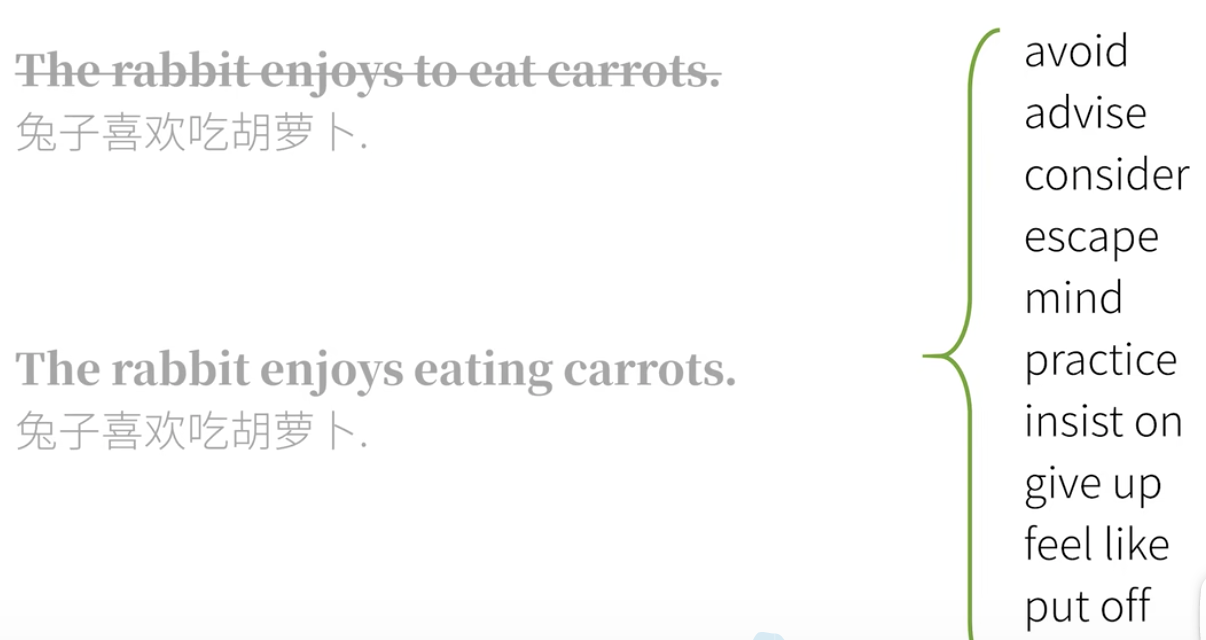 The rabbit enjoys to eat carrots.
兔子喜欢吃胡萝卜.
The rabbit enjoys eating carrots.
兔子喜欢吃胡萝卜.
avoid
advise
consider
escape
mind
practice
insist on
give up
feel like
put off